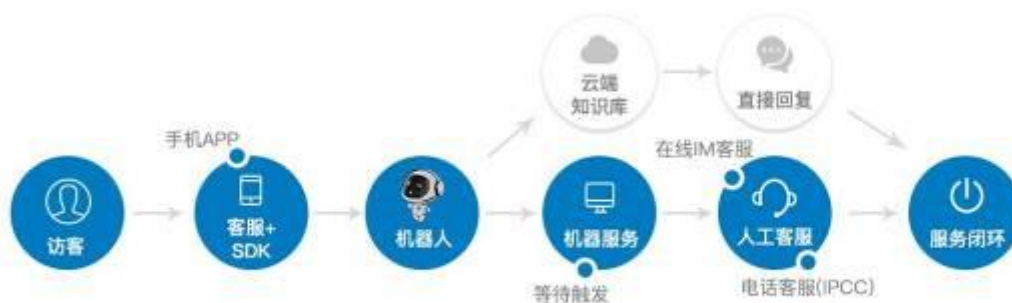 云端
知识库
直接回复
手机APP
在线IM客服
访客
客服+
SDK
机器人
机器服务
人工客服
服务闭环
等待触发
电话客服(IPCC)